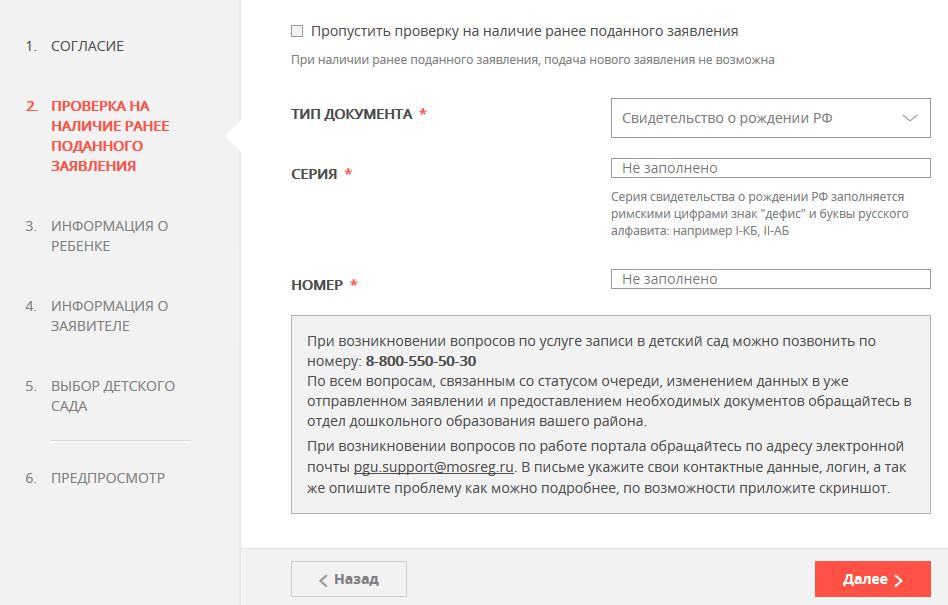 1. СОГЛАСИЕ
2. ПРОВЕРКА НА
НАЛИЧИЕ РАНЕЕ
ПОДАННОГО
ЗАЯВЛЕНИЯ
3. ИНФОРМАЦИЯ О
РЕБЕНКЕ
4. ИНФОРМАЦИЯ О
ЗАЯВИТЕЛЕ
5. ВЫБОР ДЕТСКОГО
САДА
6. ПРЕДПРОСМОТР
Пропустить проверку на наличие ранее поданного заявления
При наличии ранее поданного заявления, подача нового заявления не возможна
ТИП ДОКУМЕНТА *
Свидетельство о рождении РФ
СЕРИЯ *
Не заполнено
Серия свидетельства о рождении РФ заполняется
римскими цифрами знак "дефис" и буквы русского
алфавита: например I-КБ, II-АБ
НОМЕР *
Не заполнено
При возникновении вопросов по услуге записи в детский сад можно позвонить по
номеру: 8-800-550-50-30
По всем вопросам, связанным со статусом очереди, изменением данных в уже
отправленном заявлении и предоставлением необходимых документов обращайтесь в
отдел дошкольного образования вашего района.
При возникновении вопросов по работе портала обращайтесь по адресу электронной
почты pgu.support@mosreg.ru. В письме укажите свои контактные данные, логин, а так
же опишите проблему как можно подробнее, по возможности приложите скриншот.
Назад
Далее